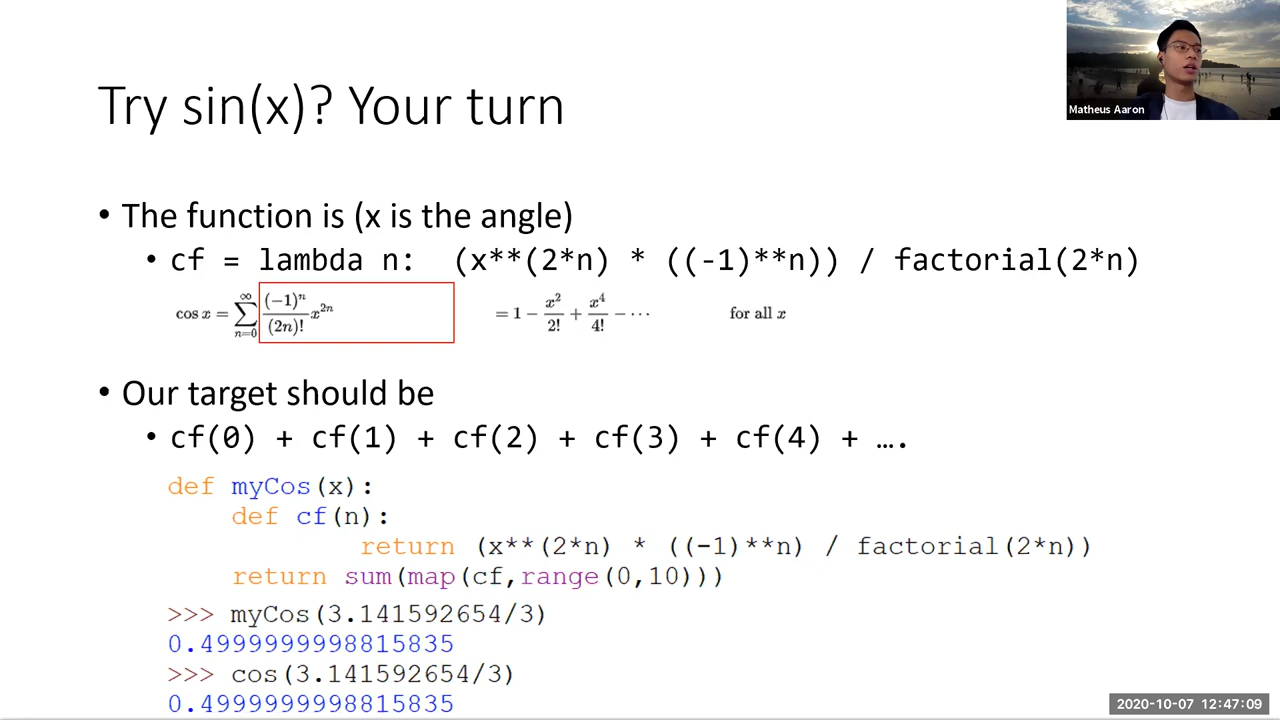 Matheus Aaron
Try sin(x)? Your turn
• The function is (x is the angle)
• cf = lambda n:  (x**(2*n) * ((-1)**n)) / factorial(2*n)
cos x = ∑_{n=0}^{∞} (−1)^n/(2n)! x^{2n} = 1 − x^2/2! + x^4/4! − ⋯ for all x
• Our target should be
• cf(0) + cf(1) + cf(2) + cf(3) + cf(4) + ….
def myCos(x):
    def cf(n):
            return (x**(2*n) * ((-1)**n) / factorial(2*n))
    return sum(map(cf,range(0,10)))
>>> myCos(3.141592654/3)
0.4999999998815835
>>> cos(3.141592654/3)
0.4999999998815835
2020-10-07 12:47:09